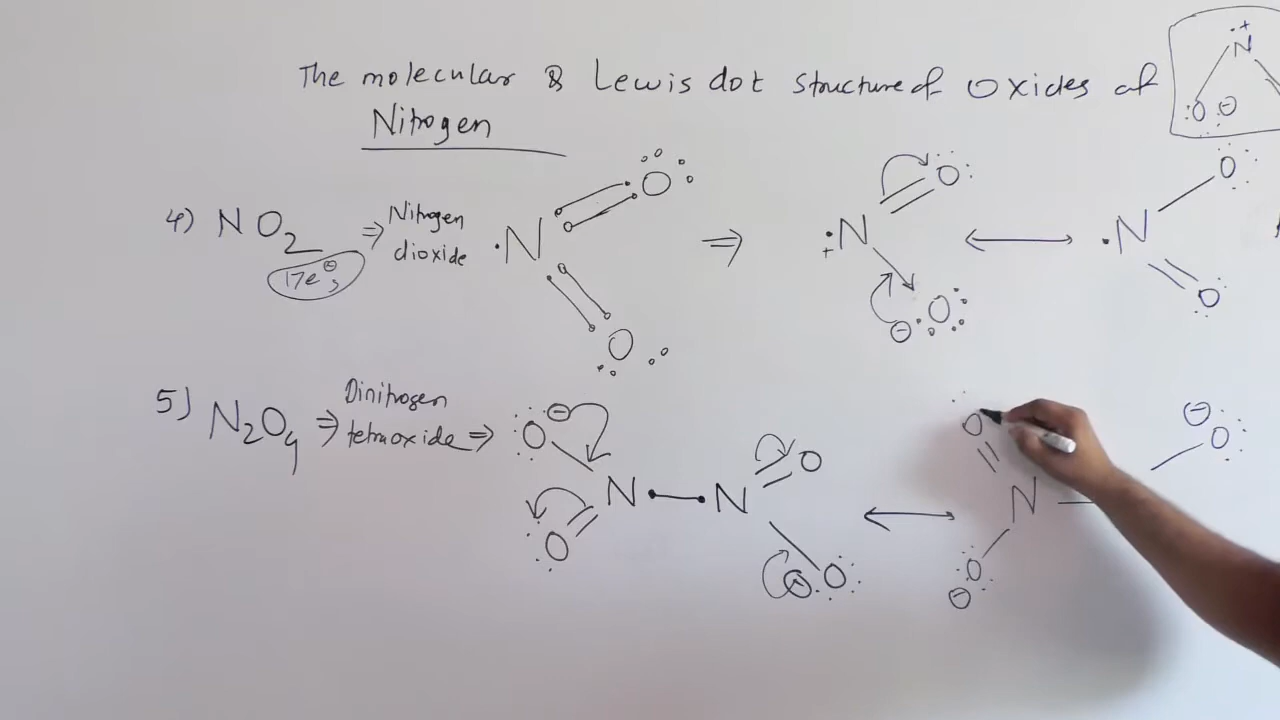 The molecular & Lewis dot structure of Oxides of
Nitrogen
4) NO2 ⇒ Nitrogen
dioxide
17e⊖s
·N O O ⇒ ·N+ O O⊖ ↔ ·N O O
N+ O O⊖
5) N2O4 ⇒ Dinitrogen
tetraoxide ⇒
O⊖ O N N O O⊖ ↔ O N O⊖ O⊖